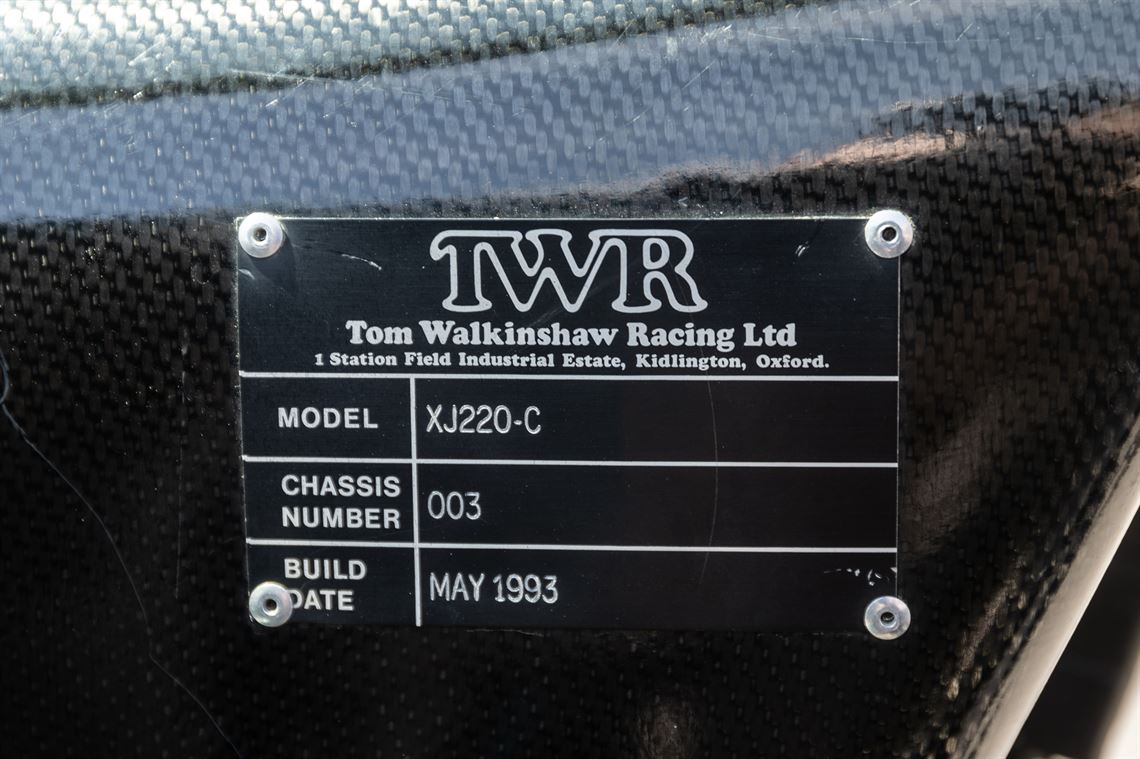 TWR
Tom Walkinshaw Racing Ltd
1 Station Field Industrial Estate, Kidlington, Oxford.
MODEL XJ220-C
CHASSIS
NUMBER 003
BUILD
DATE MAY 1993